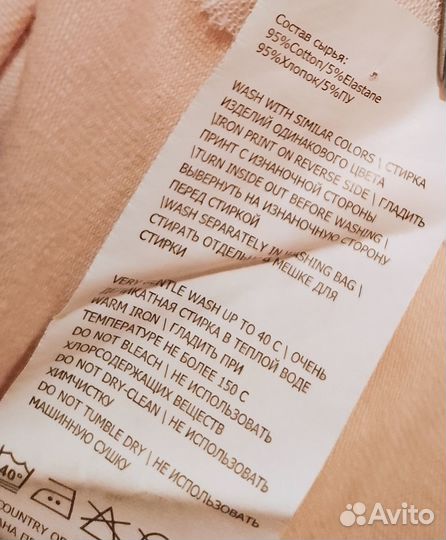 Состав сырья:
95%Cotton/5%Elastane
95%Хлопок/5%ПУ
WASH WITH SIMILAR COLORS \ СТИРКА
ИЗДЕЛИЙ ОДИНАКОВОГО ЦВЕТА
\IRON PRINT ON REVERSE SIDE \ ГЛАДИТЬ
ПРИНТ С ИЗНАНОЧНОЙ СТОРОНЫ
\TURN INSIDE OUT BEFORE WASHING \
ВЫВЕРНУТЬ НА ИЗНАНОЧНУЮ СТОРОНУ
ПЕРЕД СТИРКОЙ
\WASH SEPARATELY IN WASHING BAG \
СТИРАТЬ ОТДЕЛЬНО В МЕШКЕ ДЛЯ
СТИРКИ
VERY GENTLE WASH UP TO 40 C \ ОЧЕНЬ
ДЕЛИКАТНАЯ СТИРКА В ТЕПЛОЙ ВОДЕ
WARM IRON \ ГЛАДИТЬ ПРИ
ТЕМПЕРАТУРЕ НЕ БОЛЕЕ 150 С
DO NOT BLEACH \ НЕ ИСПОЛЬЗОВАТЬ
ХЛОРСОДЕРЖАЩИХ ВЕЩЕСТВ
DO NOT DRY-CLEAN \ НЕ ИСПОЛЬЗОВАТЬ
ХИМЧИСТКУ
DO NOT TUMBLE DRY \ НЕ ИСПОЛЬЗОВАТЬ
МАШИННУЮ СУШКУ
40°
COUNTRY OF
Avito